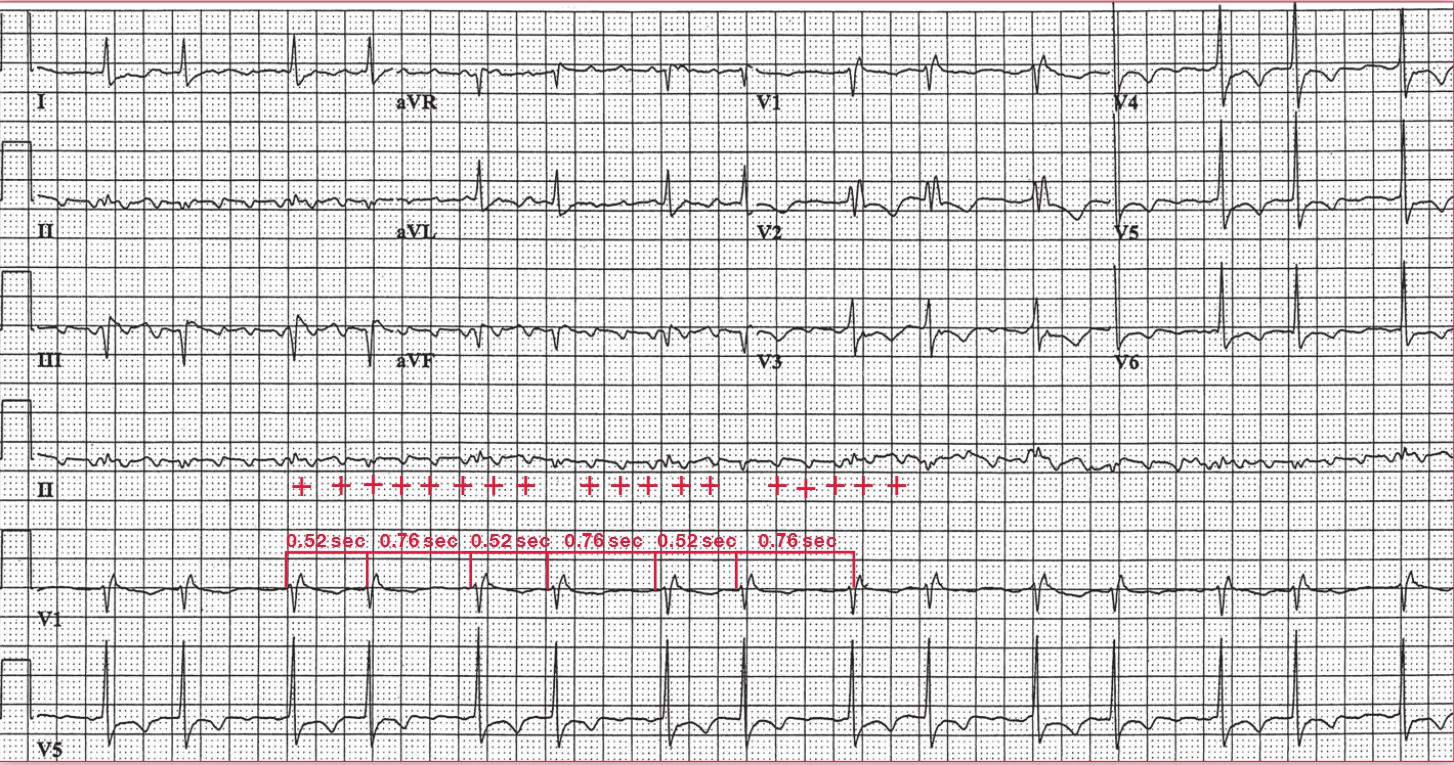 I aVR V1 V4
II aVL V2 V5
III aVF V3 V6
II
0.52 sec 0.76 sec 0.52 sec 0.76 sec 0.52 sec 0.76 sec
V1
V5